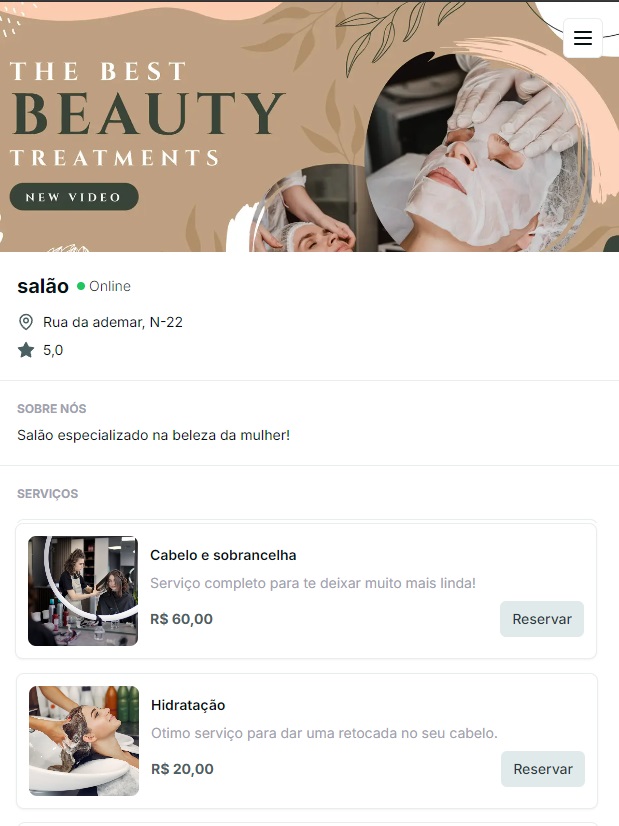 THE BEST
BEAUTY
TREATMENTS
NEW VIDEO
salão Online
Rua da ademar, N-22
5,0
SOBRE NÓS
Salão especializado na beleza da mulher!
SERVIÇOS
Cabelo e sobrancelha
Serviço completo para te deixar muito mais linda!
R$ 60,00 Reservar
Hidratação
Otimo serviço para dar uma retocada no seu cabelo.
R$ 20,00 Reservar